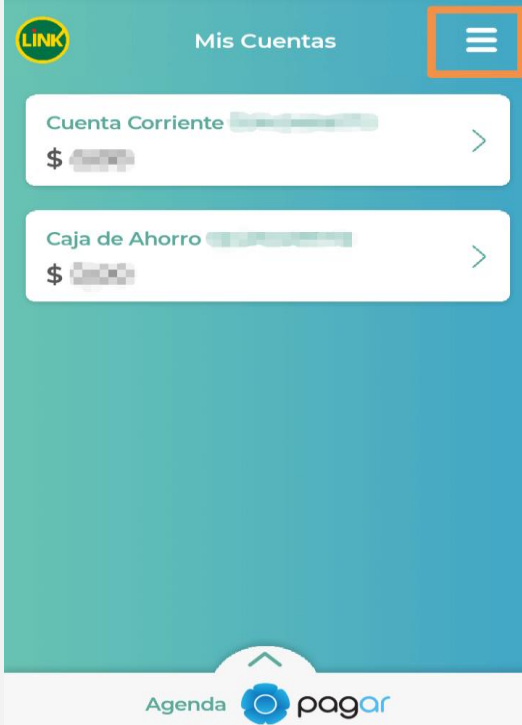 LINK
Mis Cuentas
Cuenta Corriente
$
Caja de Ahorro
$
Agenda pagar